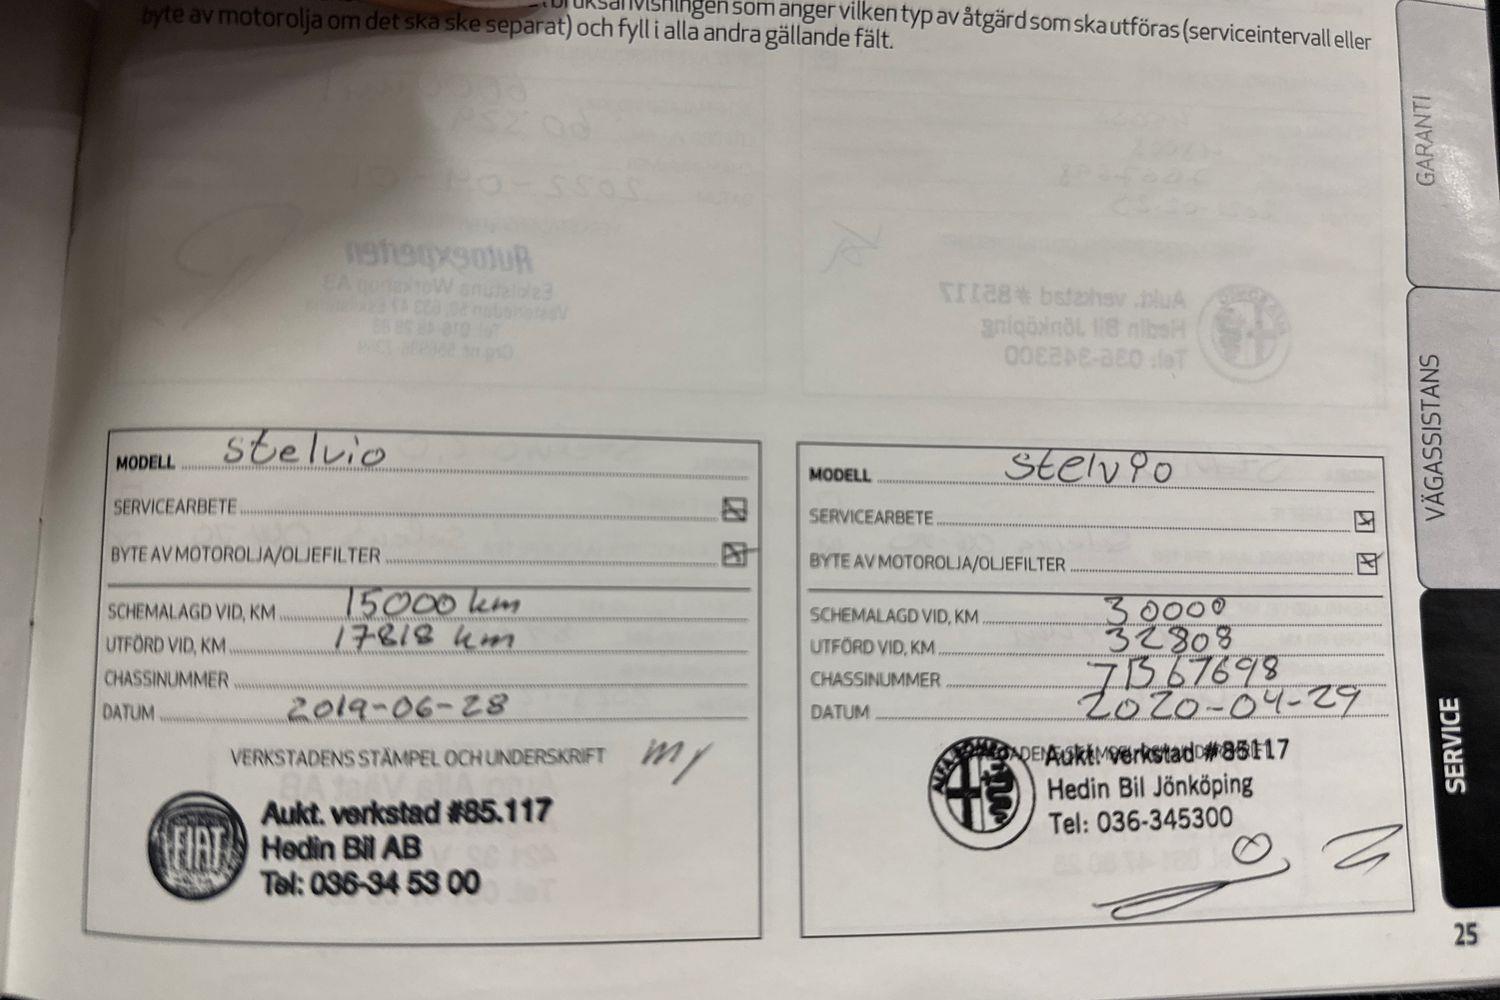 bruksanvisningen som anger vilken typ av åtgärd som ska utföras (serviceintervall eller
byte av motorolja om det ska ske separat) och fyll i alla andra gällande fält.
MODELL Stelvio
SERVICEARBETE
BYTE AV MOTOROLJA/OLJEFILTER
SCHEMALAGD VID, KM 15000 km
UTFÖRD VID, KM 17818 km
CHASSINUMMER
DATUM 2019-06-28
VERKSTADENS STÄMPEL OCH UNDERSKRIFT
FIAT
Aukt. verkstad #85.117
Hedin Bil AB
Tel: 036-34 53 00
MODELL Stelvio
SERVICEARBETE
BYTE AV MOTOROLJA/OLJEFILTER
SCHEMALAGD VID, KM 30000
UTFÖRD VID, KM 32808
CHASSINUMMER 7B67698
DATUM 2020-04-29
ALFA ROMEO
Aukt. verkstad #85117
Hedin Bil Jönköping
Tel: 036-345300
GARANTI
VÄGASSISTANS
SERVICE
25